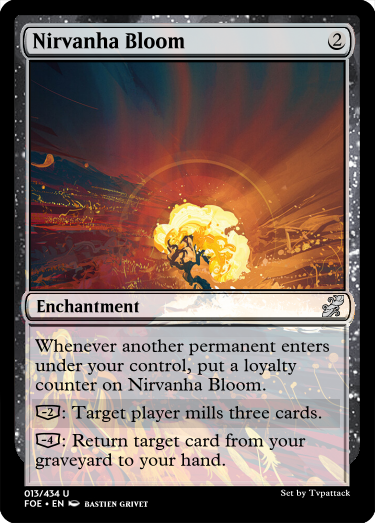 Nirvanha Bloom 2
Enchantment
Whenever another permanent enters
under your control, put a loyalty
counter on Nirvanha Bloom.
-2: Target player mills three cards.
-4: Return target card from your
graveyard to your hand.
013/434 U
FOE • EN BASTIEN GRIVET
Set by Tvpattack